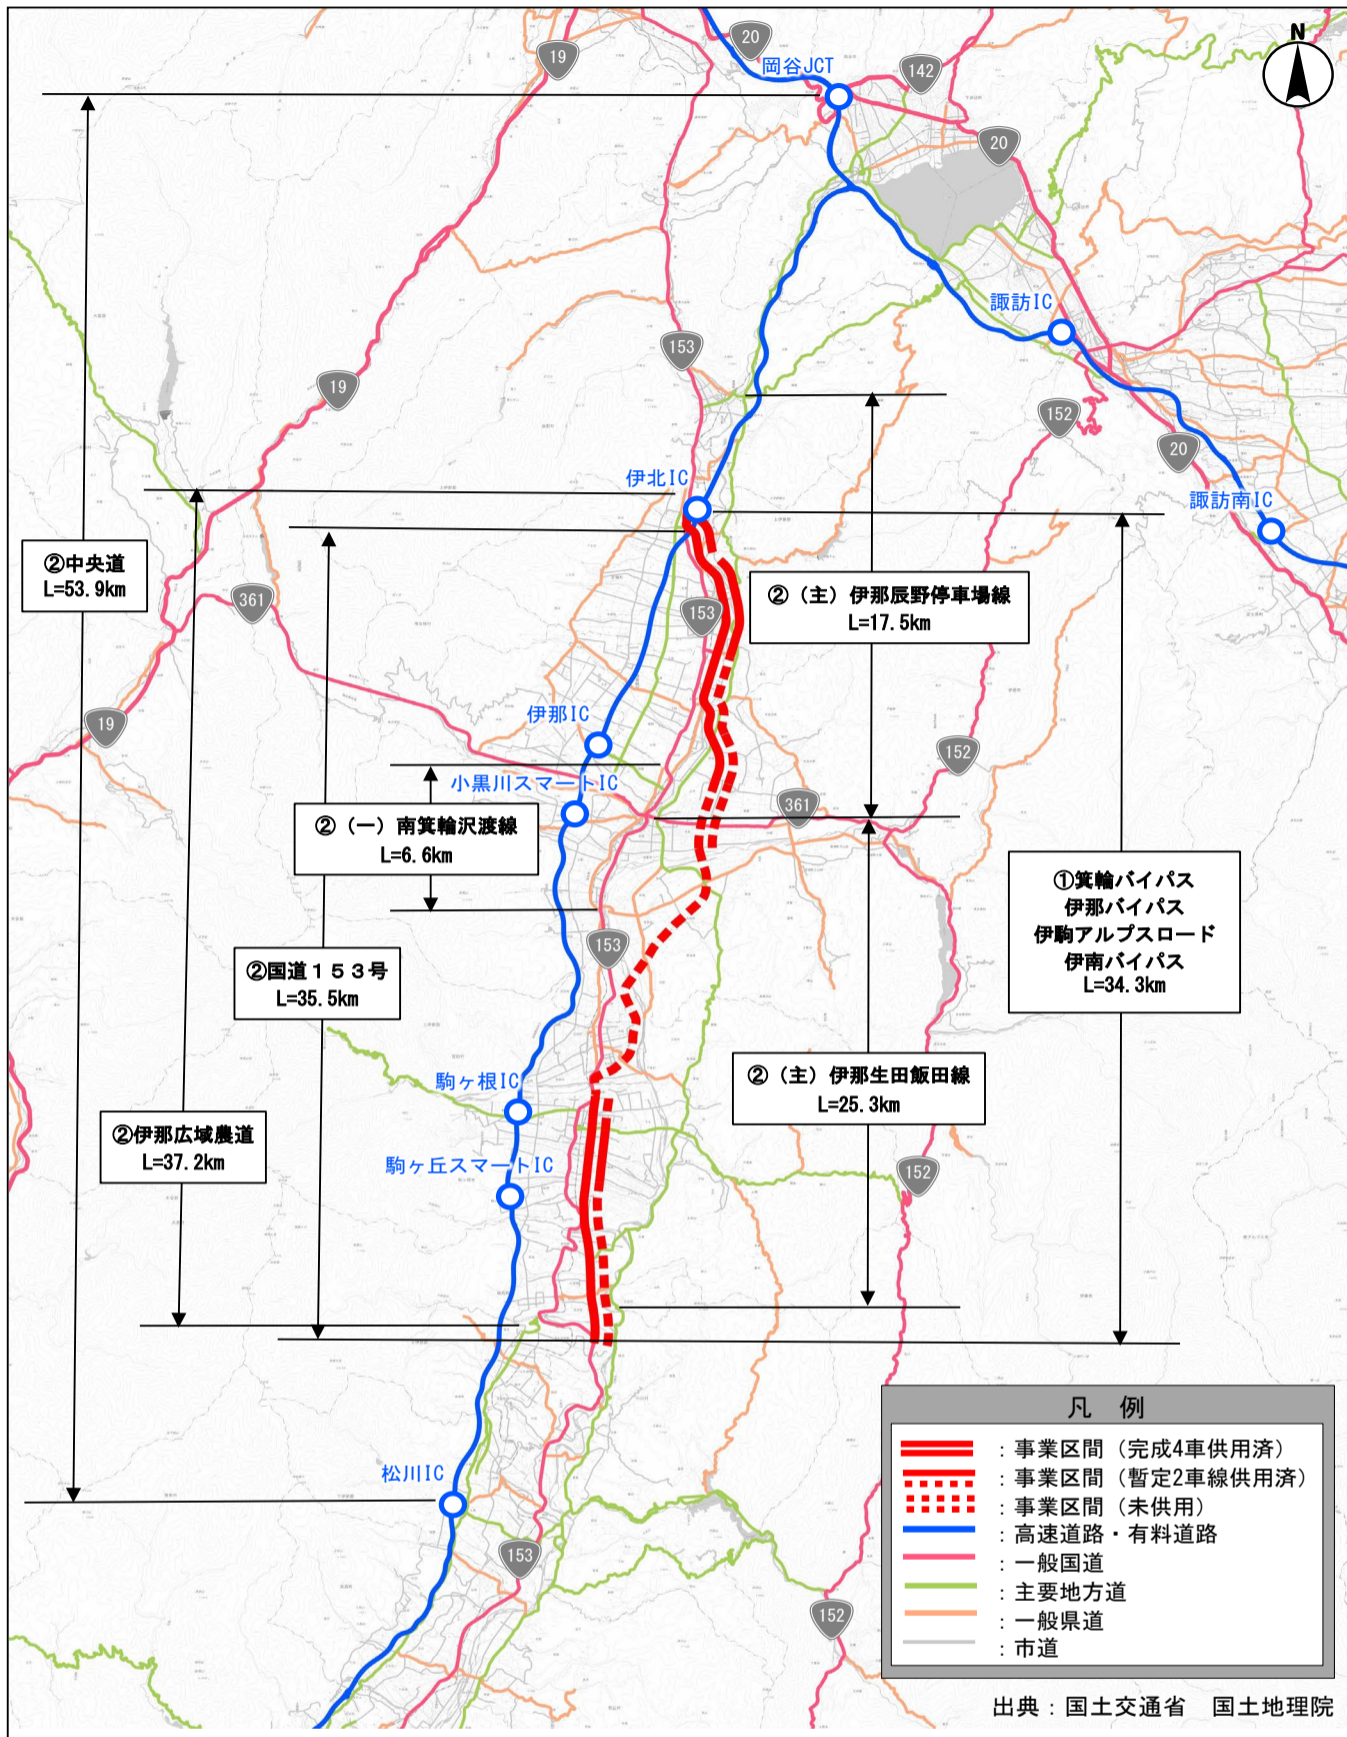 N
20
19
岡谷JCT
142
20
諏訪IC
153
19
152
20
伊北IC
諏訪南IC
②中央道
L=53.9km
361
②（主）伊那辰野停車場線
L=17.5km
153
19
伊那IC
152
小黒川スマートIC
361
②（一）南箕輪沢渡線
L=6.6km
①箕輪バイパス
伊那バイパス
伊駒アルプスロード
伊南バイパス
L=34.3km
153
②国道１５３号
L=35.5km
②（主）伊那生田飯田線
L=25.3km
駒ヶ根IC
②伊那広域農道
L=37.2km
駒ヶ丘スマートIC
152
凡 例
：事業区間（完成4車供用済）
：事業区間（暫定2車線供用済）
：事業区間（未供用）
：高速道路・有料道路
：一般国道
：主要地方道
：一般県道
：市道
松川IC
153
152
出典：国土交通省　国土地理院